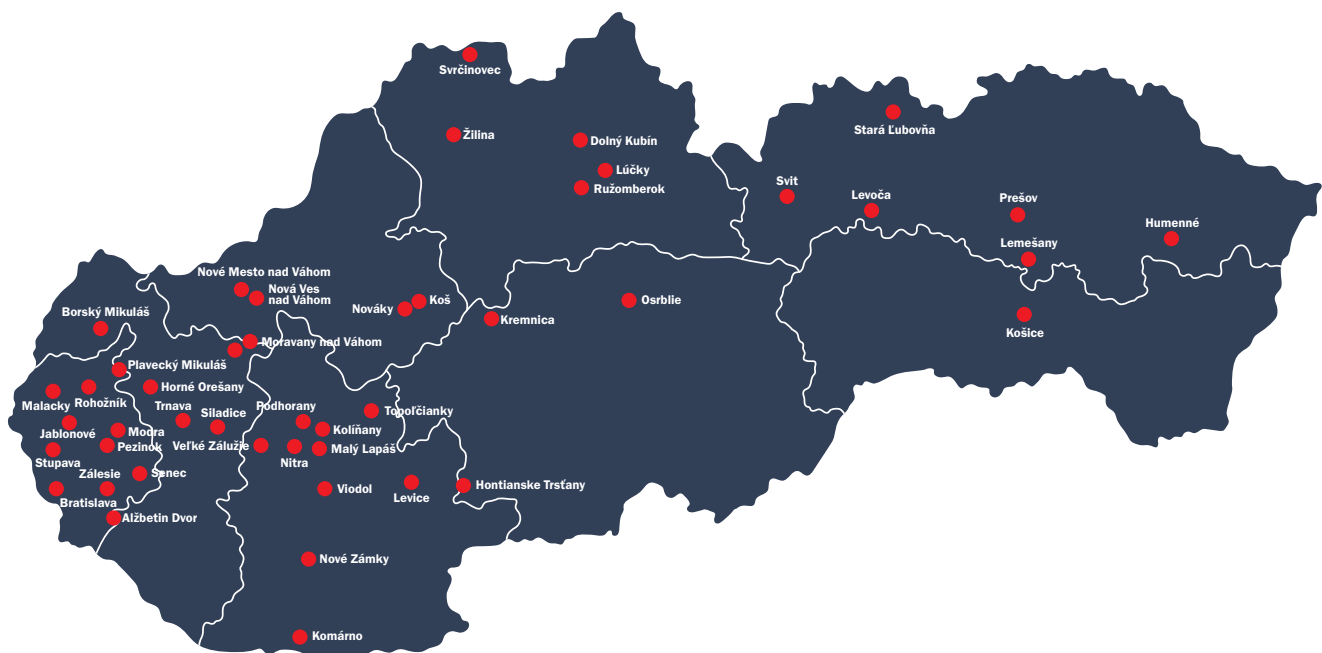 Svrčinovec
Žilina
Dolný Kubín
Lúčky
Ružomberok
Stará Ľubovňa
Svit
Levoča
Prešov
Humenné
Lemešany
Košice
Nové Mesto nad Váhom
Nová Ves
nad Váhom
Nováky
Koš
Kremnica
Osrblie
Borský Mikuláš
Moravany nad Váhom
Plavecký Mikuláš
Malacky
Rohožník
Horné Orešany
Trnava
Siladice
Podhorany
Topoľčianky
Jablonové
Modra
Pezinok
Veľké Zálužie
Kolíňany
Nitra
Malý Lapáš
Stupava
Zálesie
Senec
Bratislava
Viodol
Levice
Hontianske Trsťany
Alžbetin Dvor
Nové Zámky
Komárno